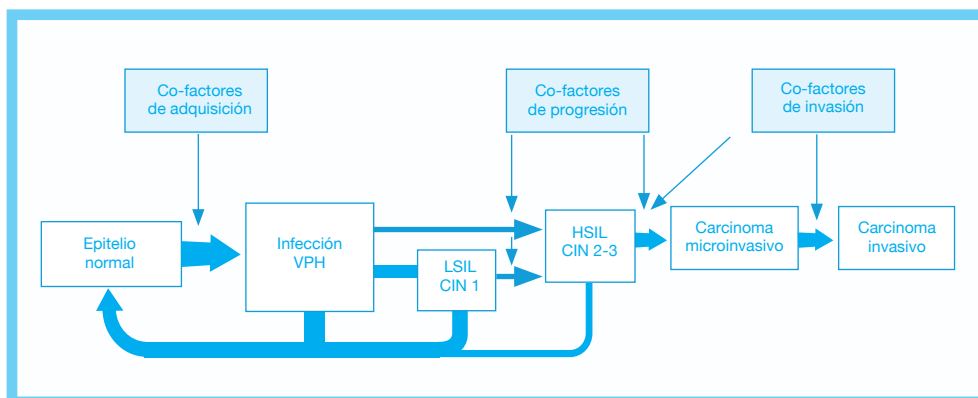 Co-factores
de adquisición
Co-factores
de progresión
Co-factores
de invasión
Epitelio
normal
Infección
VPH
LSIL
CIN 1
HSIL
CIN 2-3
Carcinoma
microinvasivo
Carcinoma
invasivo